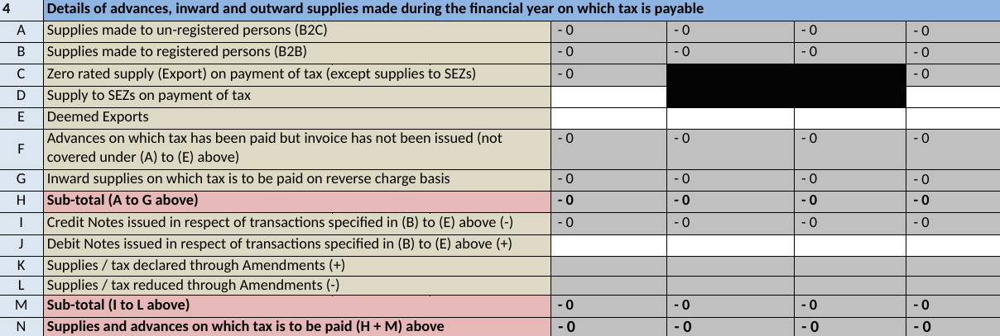 4 Details of advances, inward and outward supplies made during the financial year on which tax is payable
A Supplies made to un-registered persons (B2C) - 0 - 0 - 0 - 0
B Supplies made to registered persons (B2B) - 0 - 0 - 0 - 0
C Zero rated supply (Export) on payment of tax (except supplies to SEZs) - 0 - 0
D Supply to SEZs on payment of tax
E Deemed Exports
F Advances on which tax has been paid but invoice has not been issued (not - 0 - 0 - 0 - 0
covered under (A) to (E) above)
G Inward supplies on which tax is to be paid on reverse charge basis - 0 - 0 - 0 - 0
H Sub-total (A to G above) - 0 - 0 - 0 - 0
I Credit Notes issued in respect of transactions specified in (B) to (E) above (-) - 0 - 0 - 0 - 0
J Debit Notes issued in respect of transactions specified in (B) to (E) above (+)
K Supplies / tax declared through Amendments (+)
L Supplies / tax reduced through Amendments (-)
M Sub-total (I to L above) - 0 - 0 - 0 - 0
N Supplies and advances on which tax is to be paid (H + M) above - 0 - 0 - 0 - 0